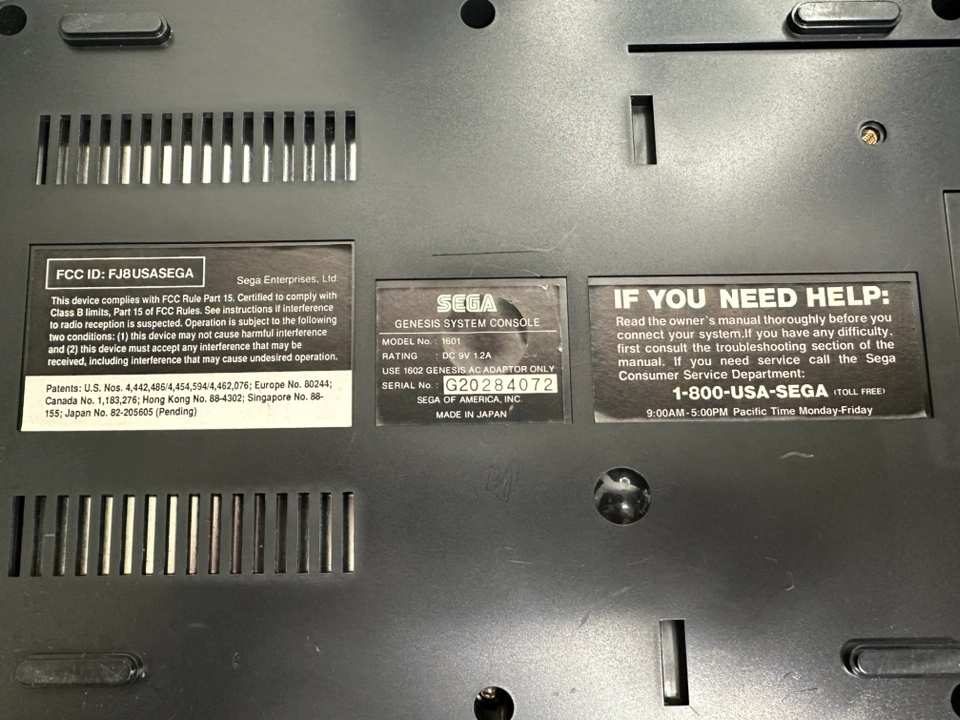 FCC ID: FJ8USASEGA
Sega Enterprises, Ltd
This device complies with FCC Rule Part 15. Certified to comply with
Class B limits, Part 15 of FCC Rules. See instructions if interference
to radio reception is suspected. Operation is subject to the following
two conditions: (1) this device may not cause harmful interference
and (2) this device must accept any interference that may be
received, including interference that may cause undesired operation.
Patents: U.S. Nos. 4,442,486/4,454,594/4,462,076; Europe No. 80244;
Canada No. 1,183,276; Hong Kong No. 88-4302; Singapore No. 88-
155; Japan No. 82-205605 (Pending)
SEGA
GENESIS SYSTEM CONSOLE
MODEL No.: 1601
RATING : DC 9V 1.2A
USE 1602 GENESIS AC ADAPTOR ONLY
SERIAL No.: G20284072
SEGA OF AMERICA, INC.
MADE IN JAPAN
IF YOU NEED HELP:
Read the owner's manual thoroughly before you
connect your system.If you have any difficulty,
first consult the troubleshooting section of the
manual. If you need service call the Sega
Consumer Service Department:
1-800-USA-SEGA (TOLL FREE)
9:00AM-5:00PM Pacific Time Monday-Friday